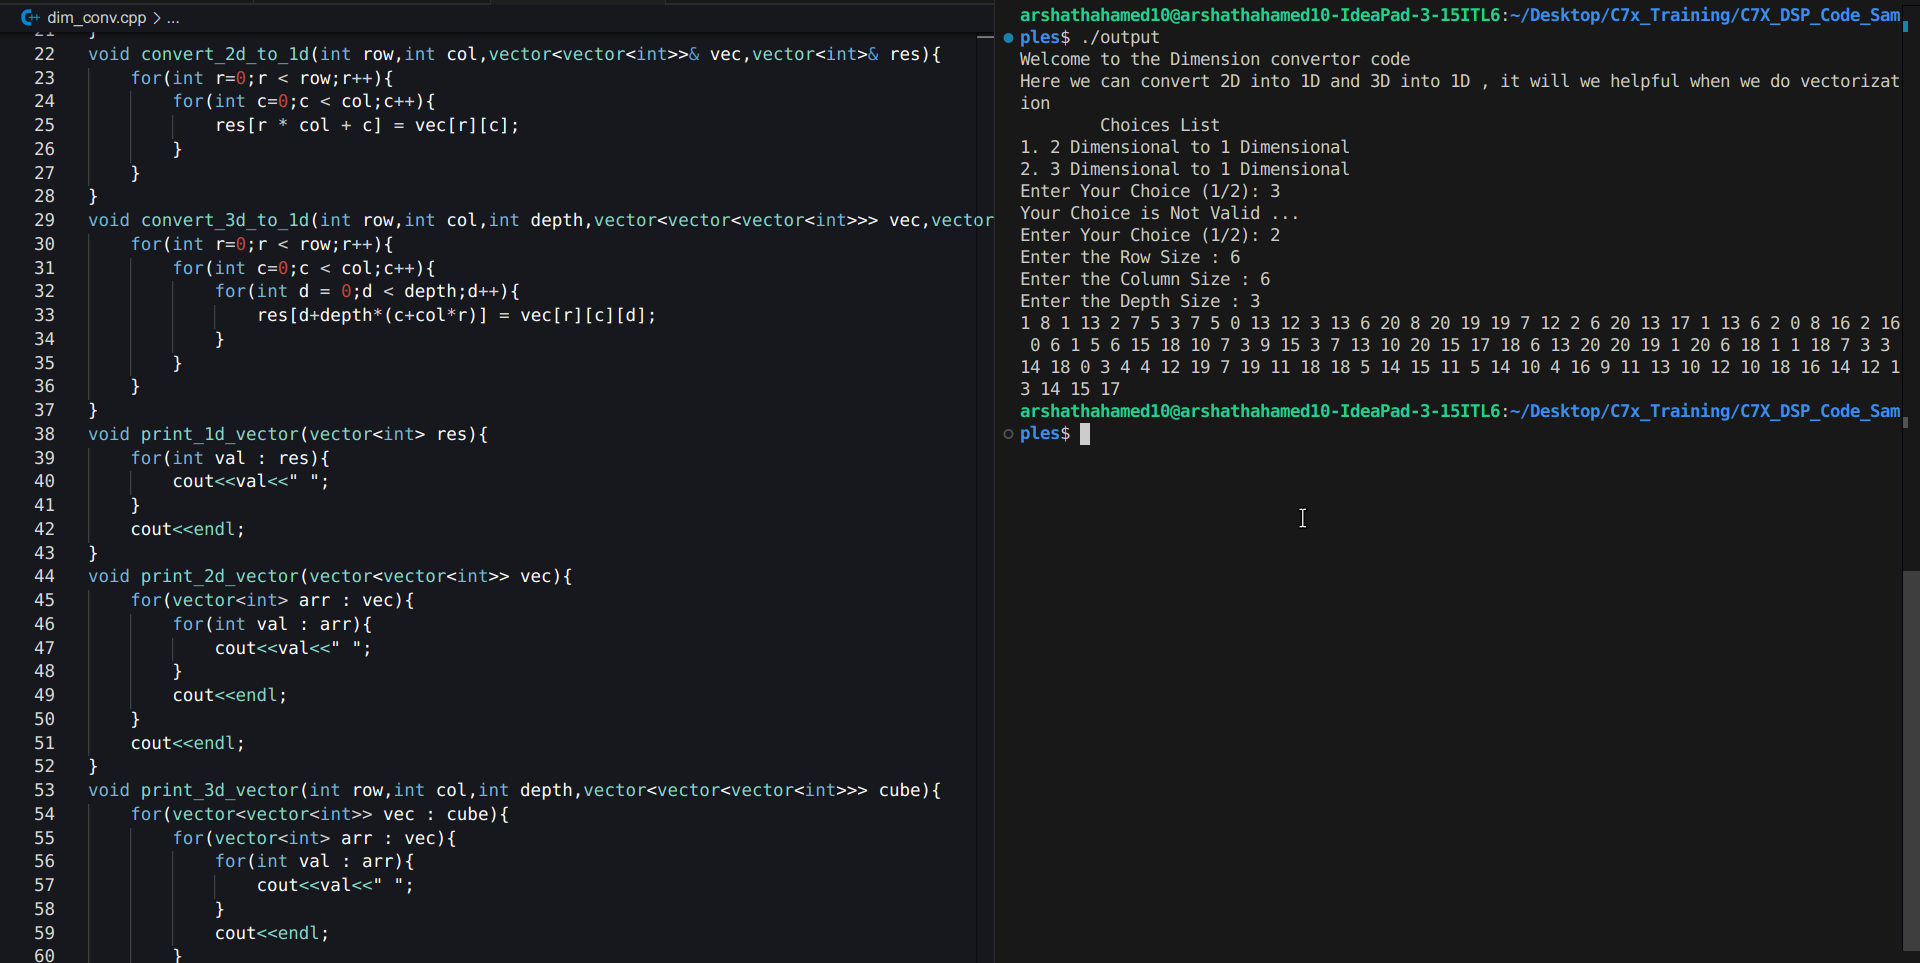 dim_conv.cpp > ...
21 }
22 void convert_2d_to_1d(int row,int col,vector<vector<int>>& vec,vector<int>& res){
23 for(int r=0;r < row;r++){
24 for(int c=0;c < col;c++){
25 res[r * col + c] = vec[r][c];
26 }
27 }
28 }
29 void convert_3d_to_1d(int row,int col,int depth,vector<vector<vector<int>>> vec,vector
30 for(int r=0;r < row;r++){
31 for(int c=0;c < col;c++){
32 for(int d = 0;d < depth;d++){
33 res[d+depth*(c+col*r)] = vec[r][c][d];
34 }
35 }
36 }
37 }
38 void print_1d_vector(vector<int> res){
39 for(int val : res){
40 cout<<val<<" ";
41 }
42 cout<<endl;
43 }
44 void print_2d_vector(vector<vector<int>> vec){
45 for(vector<int> arr : vec){
46 for(int val : arr){
47 cout<<val<<" ";
48 }
49 cout<<endl;
50 }
51 cout<<endl;
52 }
53 void print_3d_vector(int row,int col,int depth,vector<vector<vector<int>>> cube){
54 for(vector<vector<int>> vec : cube){
55 for(vector<int> arr : vec){
56 for(int val : arr){
57 cout<<val<<" ";
58 }
59 cout<<endl;
60 }
arshathahamed10@arshathahamed10-IdeaPad-3-15ITL6:~/Desktop/C7x_Training/C7X_DSP_Code_Sam
ples$ ./output
Welcome to the Dimension convertor code
Here we can convert 2D into 1D and 3D into 1D , it will we helpful when we do vectorizat
ion
Choices List
1. 2 Dimensional to 1 Dimensional
2. 3 Dimensional to 1 Dimensional
Enter Your Choice (1/2): 3
Your Choice is Not Valid ...
Enter Your Choice (1/2): 2
Enter the Row Size : 6
Enter the Column Size : 6
Enter the Depth Size : 3
1 8 1 13 2 7 5 3 7 5 0 13 12 3 13 6 20 8 20 19 19 7 12 2 6 20 13 17 1 13 6 2 0 8 16 2 16
0 6 1 5 6 15 18 10 7 3 9 15 3 7 13 10 20 15 17 18 6 13 20 20 19 1 20 6 18 1 1 18 7 3 3
14 18 0 3 4 4 12 19 7 19 11 18 18 5 14 15 11 5 14 10 4 16 9 11 13 10 12 10 18 16 14 12 1
3 14 15 17
arshathahamed10@arshathahamed10-IdeaPad-3-15ITL6:~/Desktop/C7x_Training/C7X_DSP_Code_Sam
ples$